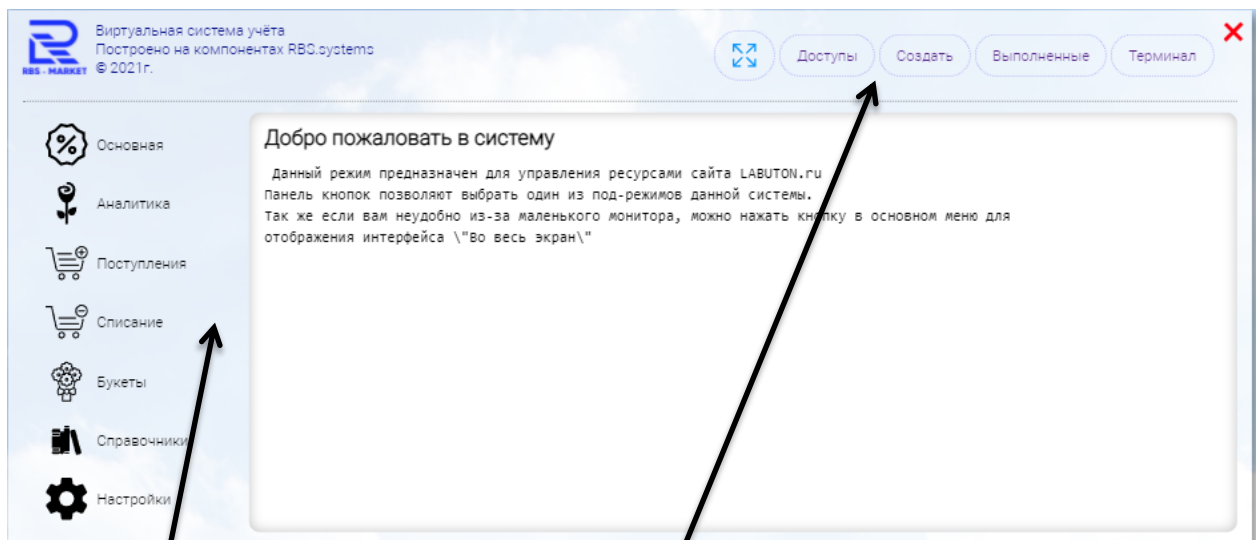 Виртуальная система учёта
Построено на компонентах RBS.systems
© 2021г.
RBS - MARKET
Доступы
Создать
Выполненные
Терминал
Основная
Аналитика
Поступления
Списание
Букеты
Справочники
Настройки
Добро пожаловать в систему
Данный режим предназначен для управления ресурсами сайта LABUTON.ru
Панель кнопок позволяют выбрать один из под-режимов данной системы.
Так же если вам неудобно из-за маленького монитора, можно нажать кнопку в основном меню для
отображения интерфейса \"Во весь экран\"